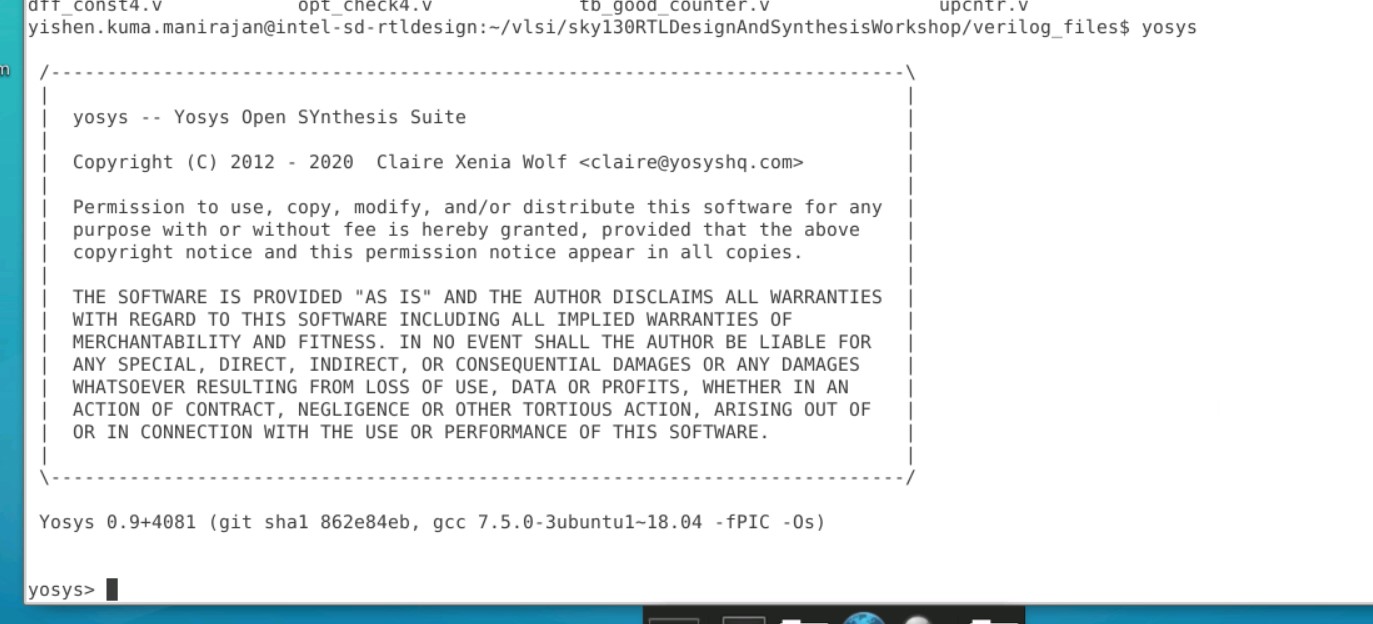 dff_const4.v opt_check4.v tb_good_counter.v upcntr.v
yishen.kuma.manirajan@intel-sd-rtldesign:~/vlsi/sky130RTLDesignAndSynthesisWorkshop/verilog_files$ yosys
m
/----------------------------------------------------------------------------\
|                                                                            |
|  yosys -- Yosys Open SYnthesis Suite                                       |
|                                                                            |
|  Copyright (C) 2012 - 2020  Claire Xenia Wolf <claire@yosyshq.com>         |
|                                                                            |
|  Permission to use, copy, modify, and/or distribute this software for any  |
|  purpose with or without fee is hereby granted, provided that the above    |
|  copyright notice and this permission notice appear in all copies.         |
|                                                                            |
|  THE SOFTWARE IS PROVIDED "AS IS" AND THE AUTHOR DISCLAIMS ALL WARRANTIES  |
|  WITH REGARD TO THIS SOFTWARE INCLUDING ALL IMPLIED WARRANTIES OF          |
|  MERCHANTABILITY AND FITNESS. IN NO EVENT SHALL THE AUTHOR BE LIABLE FOR   |
|  ANY SPECIAL, DIRECT, INDIRECT, OR CONSEQUENTIAL DAMAGES OR ANY DAMAGES    |
|  WHATSOEVER RESULTING FROM LOSS OF USE, DATA OR PROFITS, WHETHER IN AN     |
|  ACTION OF CONTRACT, NEGLIGENCE OR OTHER TORTIOUS ACTION, ARISING OUT OF   |
|  OR IN CONNECTION WITH THE USE OR PERFORMANCE OF THIS SOFTWARE.            |
|                                                                            |
\----------------------------------------------------------------------------/
Yosys 0.9+4081 (git sha1 862e84eb, gcc 7.5.0-3ubuntu1~18.04 -fPIC -Os)
yosys>